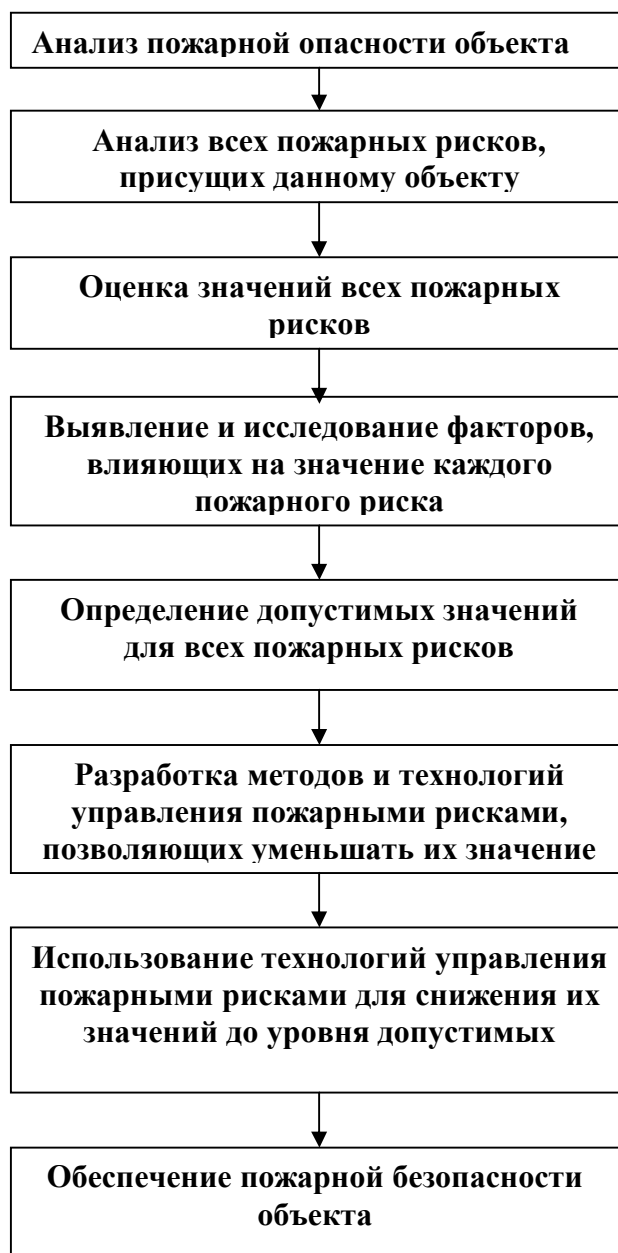 Анализ пожарной опасности объекта
Анализ всех пожарных рисков,
присущих данному объекту
Оценка значений всех пожарных
рисков
Выявление и исследование факторов,
влияющих на значение каждого
пожарного риска
Определение допустимых значений
для всех пожарных рисков
Разработка методов и технологий
управления пожарными рисками,
позволяющих уменьшать их значение
Использование технологий управления
пожарными рисками для снижения их
значений до уровня допустимых
Обеспечение пожарной безопасности
объекта